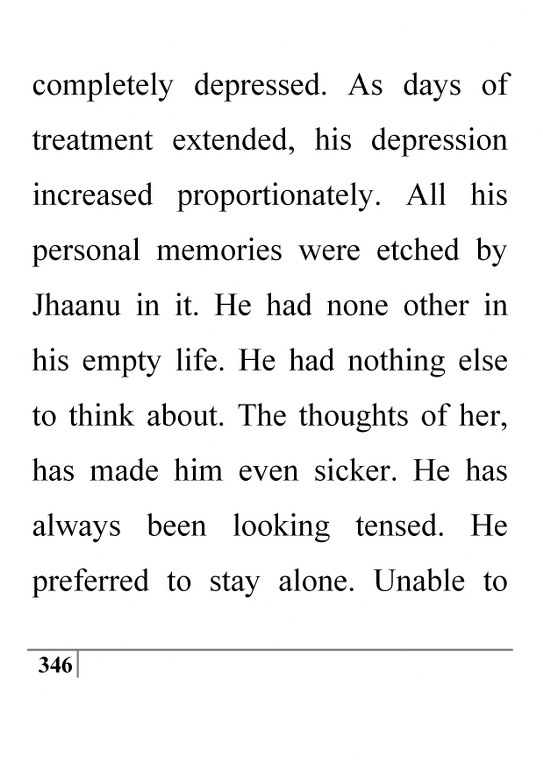 completely depressed. As days of
treatment extended, his depression
increased proportionately. All his
personal memories were etched by
Jhaanu in it. He had none other in
his empty life. He had nothing else
to think about. The thoughts of her,
has made him even sicker. He has
always been looking tensed. He
preferred to stay alone. Unable to
346